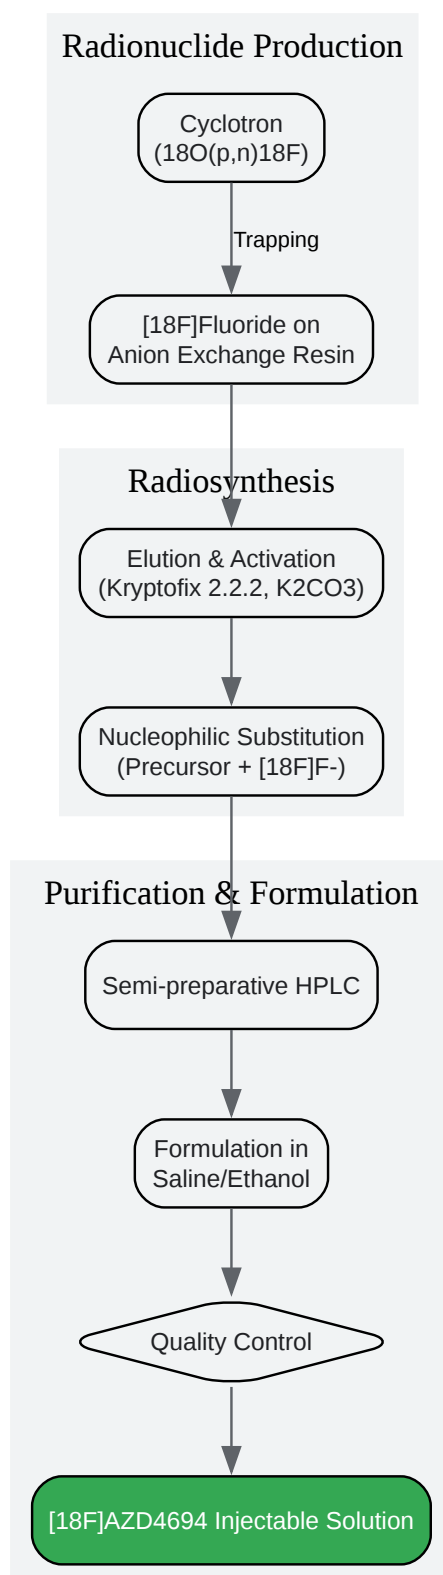 Radionuclide Production
Cyclotron
(18O(p,n)18F)
Trapping
[18F]Fluoride on
Anion Exchange Resin
Radiosynthesis
Elution & Activation
(Kryptofix 2.2.2, K2CO3)
Nucleophilic Substitution
(Precursor + [18F]F-)
Purification & Formulation
Semi-preparative HPLC
Formulation in
Saline/Ethanol
Quality Control
[18F]AZD4694 Injectable Solution